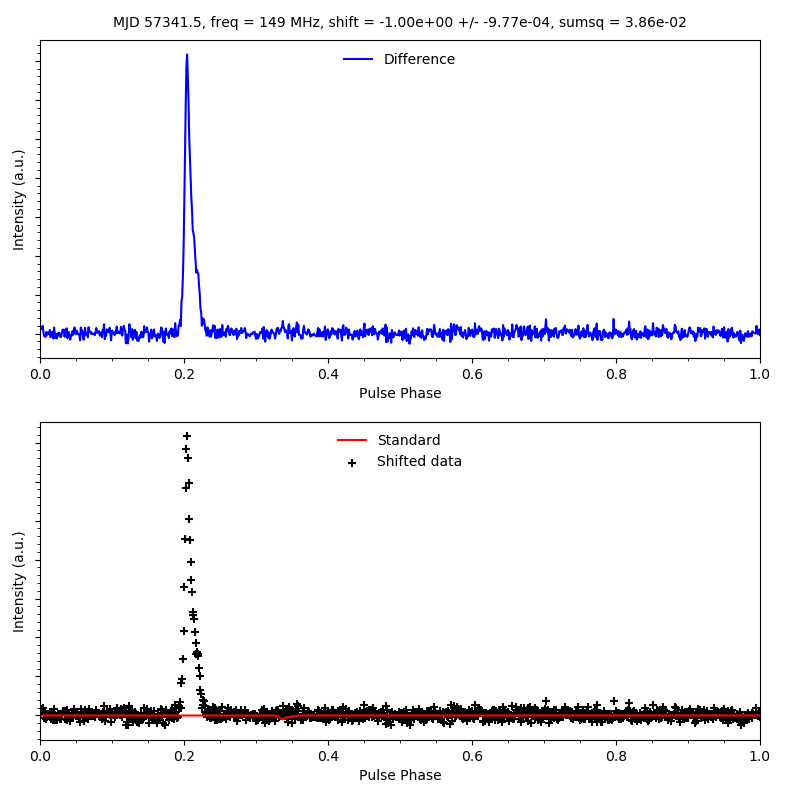 MJD 57341.5, freq = 149 MHz, shift = -1.00e+00 +/- -9.77e-04, sumsq = 3.86e-02
Difference
Intensity (a.u.)
0.0 0.2 0.4 0.6 0.8 1.0
Pulse Phase
Standard
Shifted data
Intensity (a.u.)
0.0 0.2 0.4 0.6 0.8 1.0
Pulse Phase